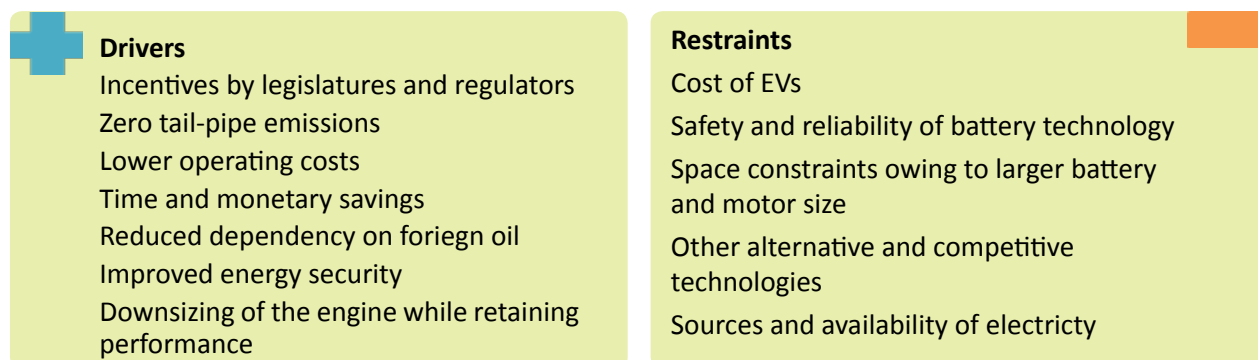 Drivers
Incentives by legislatures and regulators
Zero tail-pipe emissions
Lower operating costs
Time and monetary savings
Reduced dependency on foriegn oil
Improved energy security
Downsizing of the engine while retaining
performance
Restraints
Cost of EVs
Safety and reliability of battery technology
Space constraints owing to larger battery
and motor size
Other alternative and competitive
technologies
Sources and availability of electricty